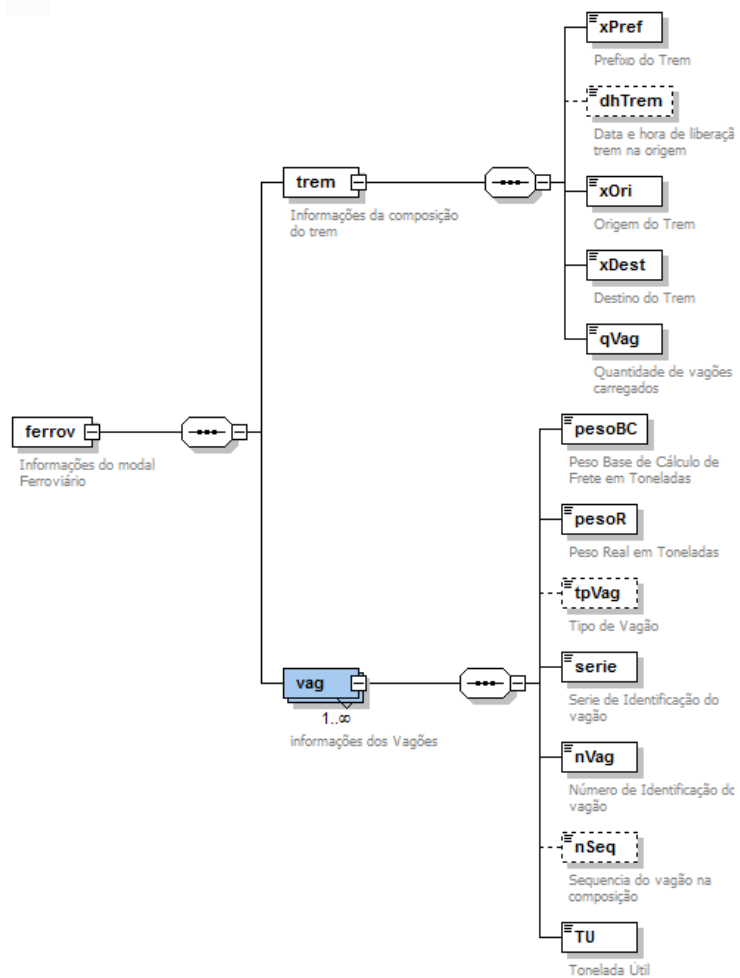 xPref
Prefixo do Trem
dhTrem
Data e hora de liberaçã
trem na origem
trem
Informações da composição
do trem
xOri
Origem do Trem
xDest
Destino do Trem
qVag
Quantidade de vagões
carregados
ferrov
Informações do modal
Ferroviário
pesoBC
Peso Base de Cálculo de
Frete em Toneladas
pesoR
Peso Real em Toneladas
tpVag
Tipo de Vagão
vag
1..∞
informações dos Vagões
serie
Serie de Identificação do
vagão
nVag
Número de Identificação do
vagão
nSeq
Sequencia do vagão na
composição
TU
Tonelada Útil